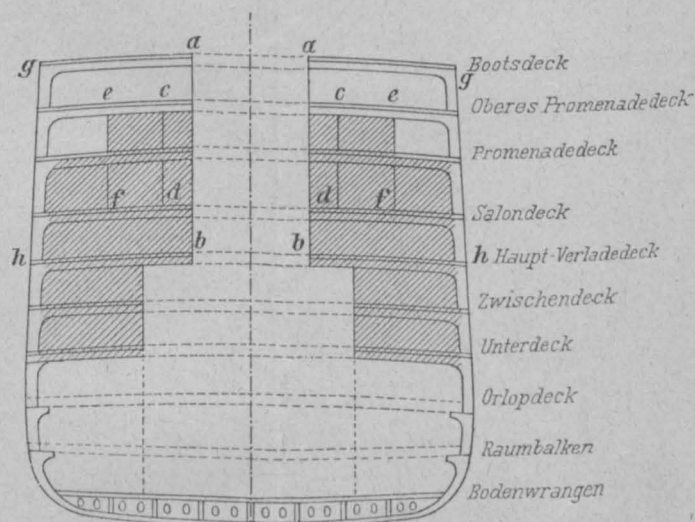 a a
g Bootsdeck
g
e c c e Oberes Promenadedeck
Promenadedeck
f d d f
Salondeck
h b b h Haupt-Verladedeck
Zwischendeck
Unterdeck
Orlopdeck
Raumbalken
Bodenwrangen